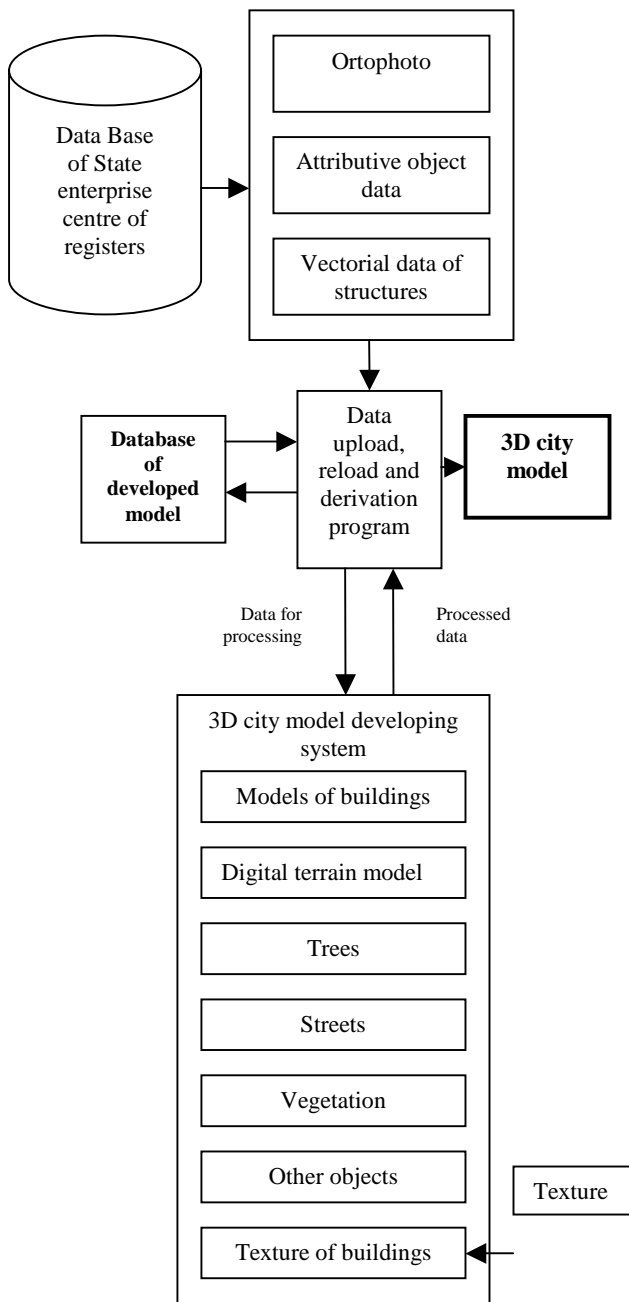 Ortophoto
Data Base
of State
enterprise
centre of
registers
Attributive object
data
Vectorial data of
structures
Database
of
developed
model
Data
upload,
reload and
derivation
program
3D city
model
Data for
processing
Processed
data
3D city model developing
system
Models of buildings
Digital terrain model
Trees
Streets
Vegetation
Other objects
Texture
Texture of buildings